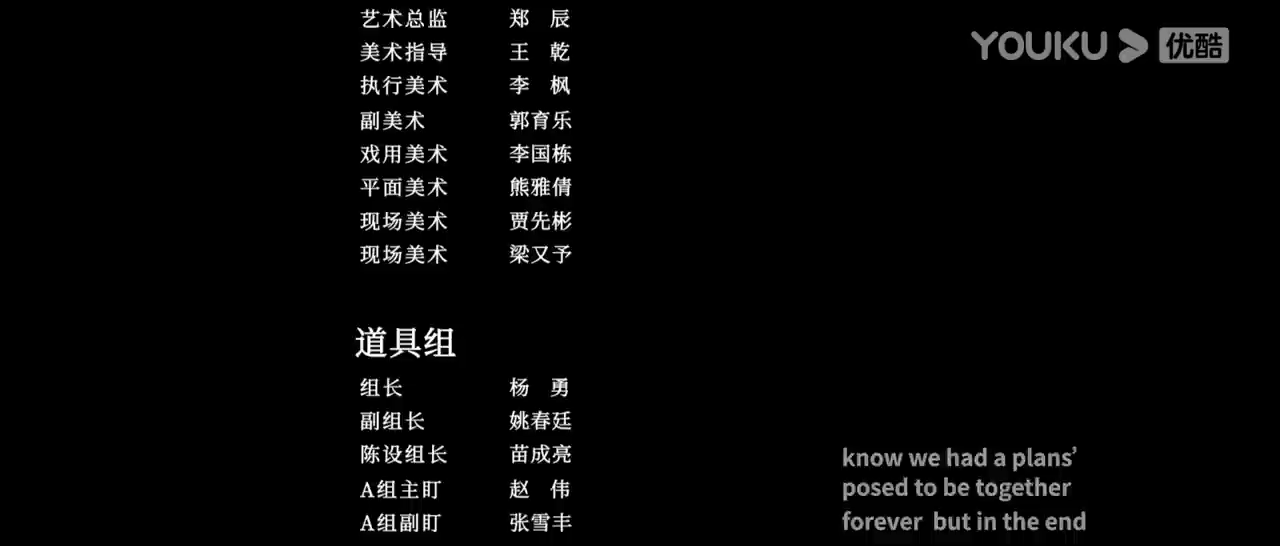 艺术总监 郑 辰
YOUKU 优酷
美术指导 王 乾
执行美术 李 枫
副美术 郭育乐
戏用美术 李国栋
平面美术 熊雅倩
现场美术 贾先彬
现场美术 梁又予
道具组
组长 杨 勇
副组长 姚春廷
陈设组长 苗成亮
A组主盯 赵 伟
A组副盯 张雪丰
know we had a plans’
posed to be together
forever but in the end